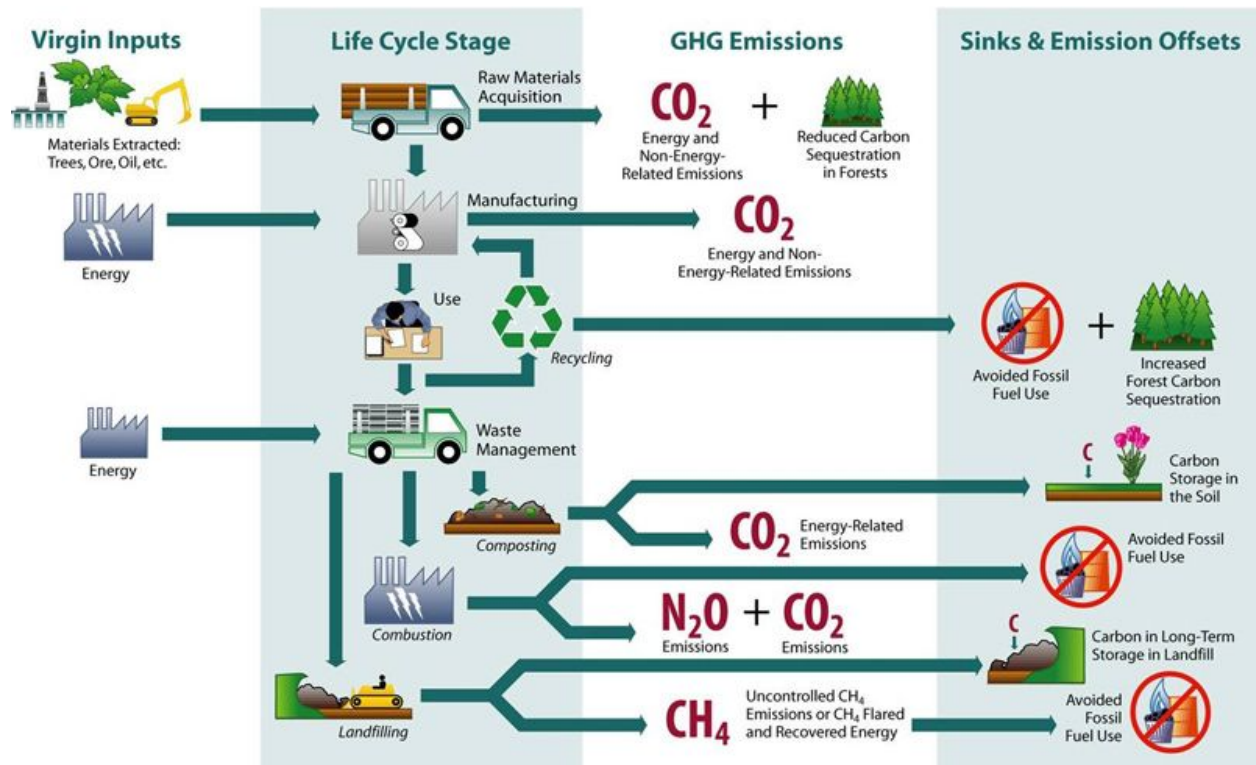 Virgin Inputs
Life Cycle Stage
GHG Emissions
Sinks & Emission Offsets
Raw Materials
Acquisition
Materials Extracted:
Trees, Ore, Oil, etc.
CO₂
+
Energy and
Non-Energy-
Related Emissions
Reduced Carbon
Sequestration
in Forests
Manufacturing
Energy
CO₂
Energy and Non-
Energy-Related Emissions
Use
Recycling
+
Avoided Fossil
Fuel Use
Increased
Forest Carbon
Sequestration
Waste
Management
Energy
Composting
C
Carbon
Storage in
the Soil
CO₂
Energy-Related
Emissions
Combustion
Avoided Fossil
Fuel Use
N₂O + CO₂
Emissions
Emissions
C
Carbon in Long-Term
Storage in Landfill
Landfilling
CH₄
Uncontrolled CH₄
Emissions or CH₄ Flared
and Recovered Energy
Avoided
Fossil
Fuel Use